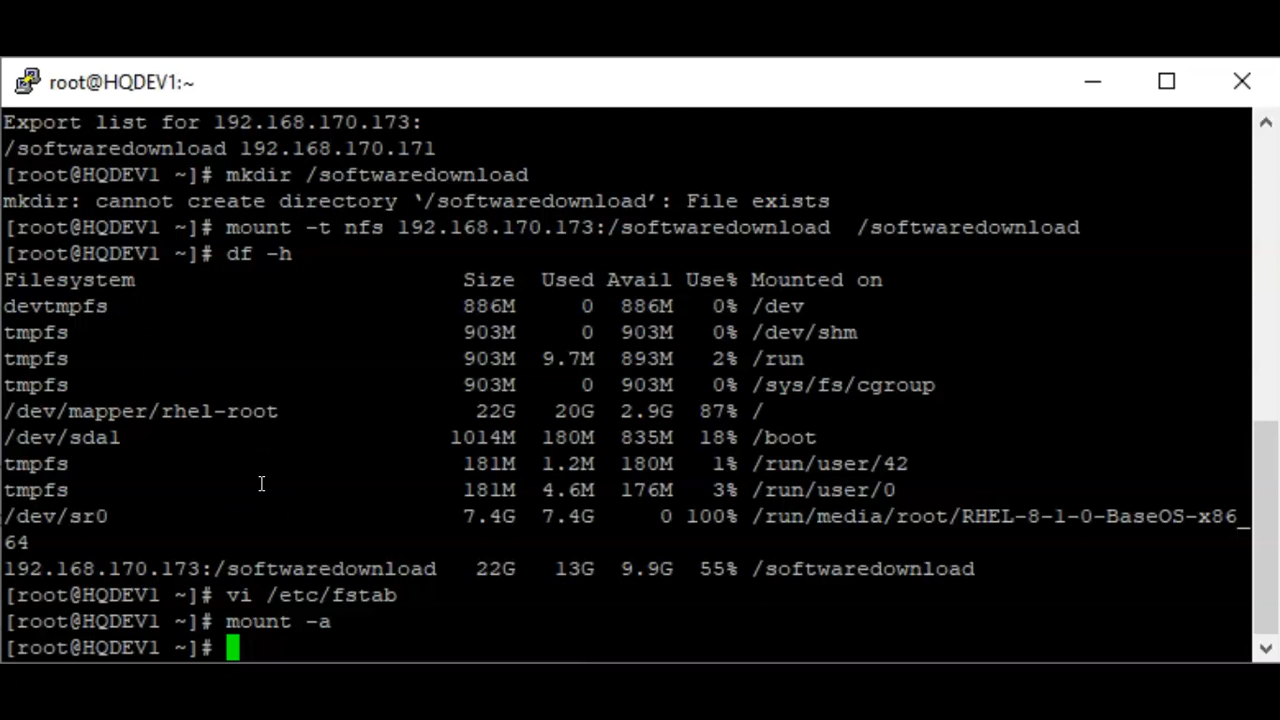 root@HQDEV1:~
Export list for 192.168.170.173:
/softwaredownload 192.168.170.171
[root@HQDEV1 ~]# mkdir /softwaredownload
mkdir: cannot create directory ‘/softwaredownload’: File exists
[root@HQDEV1 ~]# mount -t nfs 192.168.170.173:/softwaredownload  /softwaredownload
[root@HQDEV1 ~]# df -h
Filesystem                         Size  Used Avail Use% Mounted on
devtmpfs                           886M     0  886M   0% /dev
tmpfs                              903M     0  903M   0% /dev/shm
tmpfs                              903M  9.7M  893M   2% /run
tmpfs                              903M     0  903M   0% /sys/fs/cgroup
/dev/mapper/rhel-root               22G   20G  2.9G  87% /
/dev/sda1                         1014M  180M  835M  18% /boot
tmpfs                              181M  1.2M  180M   1% /run/user/42
tmpfs                              181M  4.6M  176M   3% /run/user/0
/dev/sr0                           7.4G  7.4G     0 100% /run/media/root/RHEL-8-1-0-BaseOS-x86_
64
192.168.170.173:/softwaredownload   22G   13G  9.9G  55% /softwaredownload
[root@HQDEV1 ~]# vi /etc/fstab
[root@HQDEV1 ~]# mount -a
[root@HQDEV1 ~]#